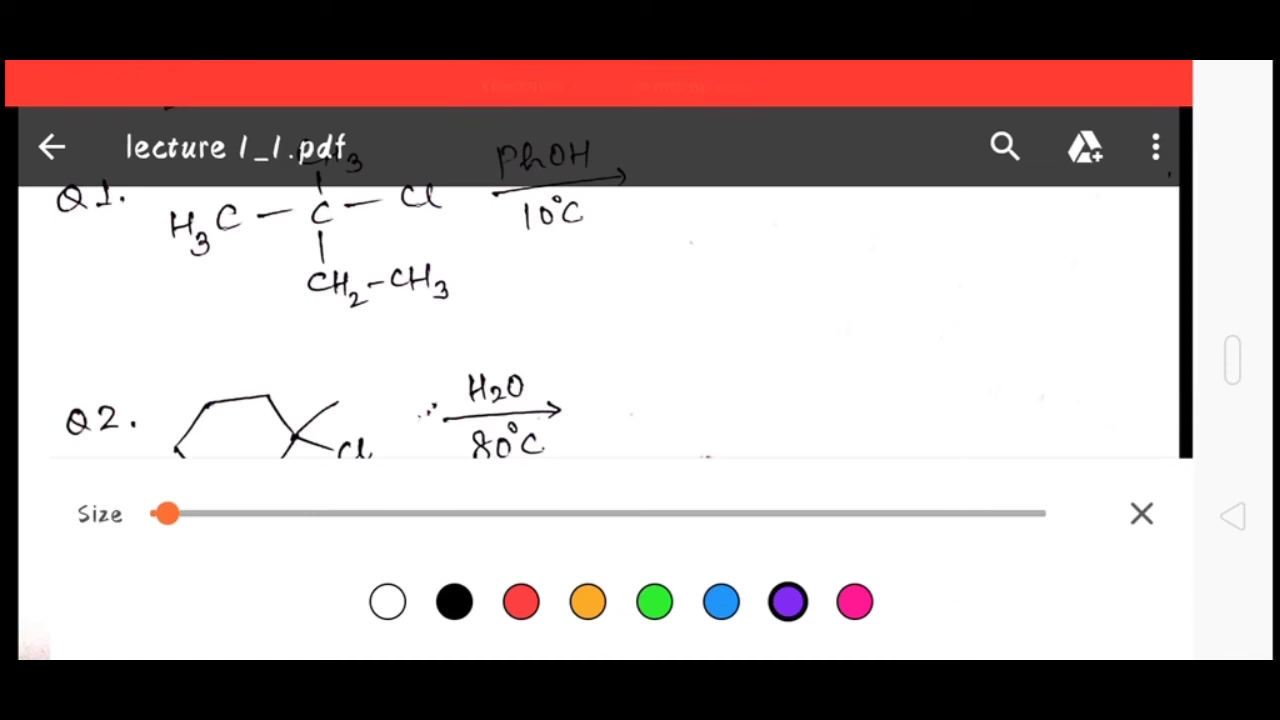 lecture 1_1.pdf
CH3
PhOH
Q1.
H3C — C — Cl
10°C
CH2-CH3
H2O
Q2.
Cl
80°C
Size